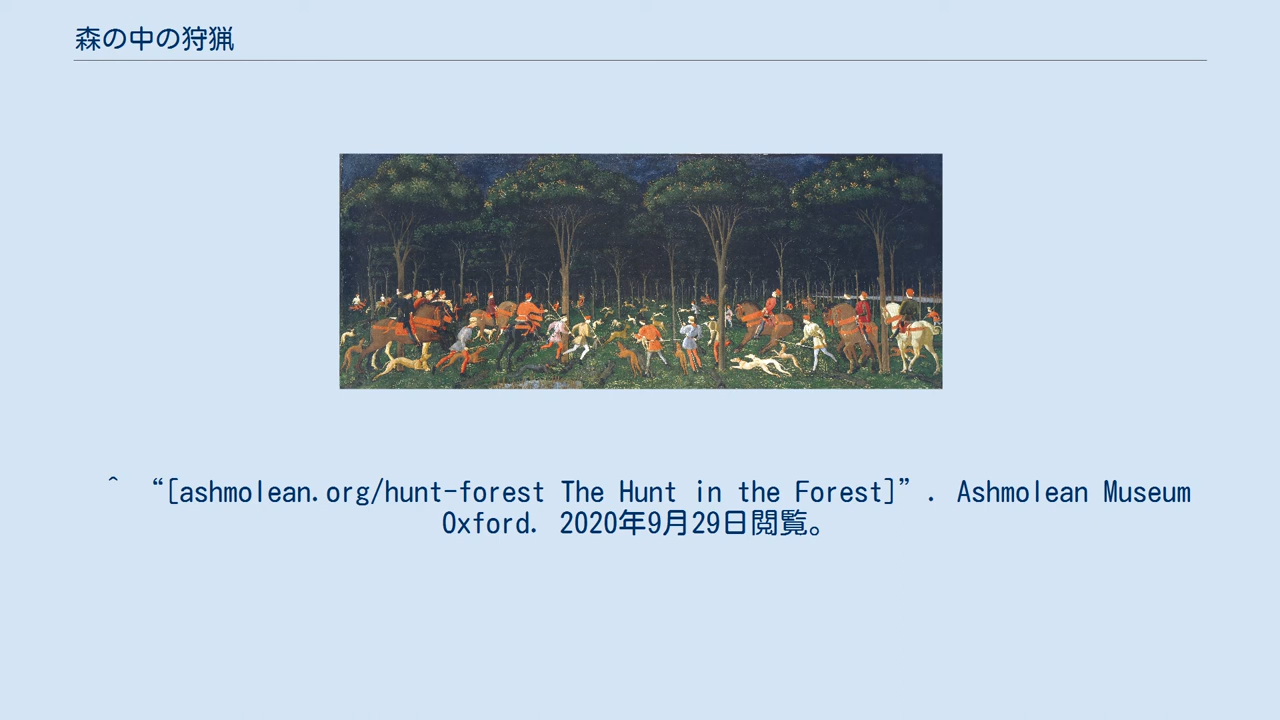 森の中の狩猟
^ “[ashmolean.org/hunt-forest The Hunt in the Forest]”. Ashmolean Museum
Oxford. 2020年9月29日閲覧。